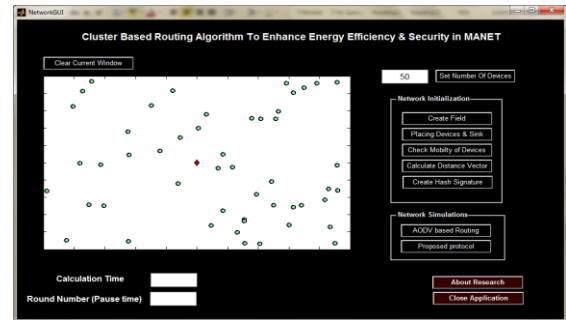 NetworkGUI
Cluster Based Routing Algorithm To Enhance Energy Efficiency & Security in MANET
Clear Current Window
50
Set Number Of Devices
Network Initialization
Create Field
Placing Devices & Sink
Check Mobilty of Devices
Calculate Distance Vector
Create Hash Signature
Network Simulations
AODV based Routing
Proposed protocol
Calculation Time
Round Number (Pause time)
About Research
Close Application